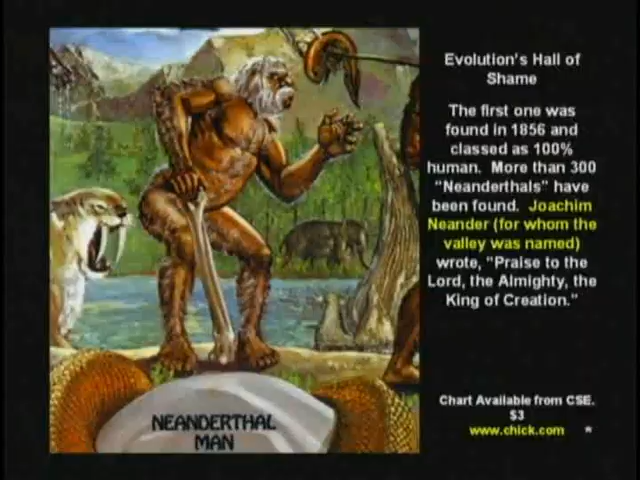 Evolution's Hall of
Shame
The first one was
found in 1856 and
classed as 100%
human. More than 300
"Neanderthals" have
been found. Joachim
Neander (for whom the
valley was named)
wrote, "Praise to the
Lord, the Almighty, the
King of Creation."
NEANDERTHAL
MAN
Chart Available from CSE.
$3
www.chick.com *